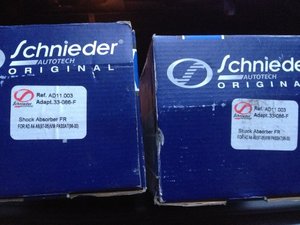 Schnieder
AUTOTECH
ORIGINAL
Ref. AD11.003
Adapt.33-086-F
Shock Absorber FR
Schnieder
AUTOTECH
ORIGINAL
Ref. AD11.003
Adapt.33-086-F
Shock Absorber FR